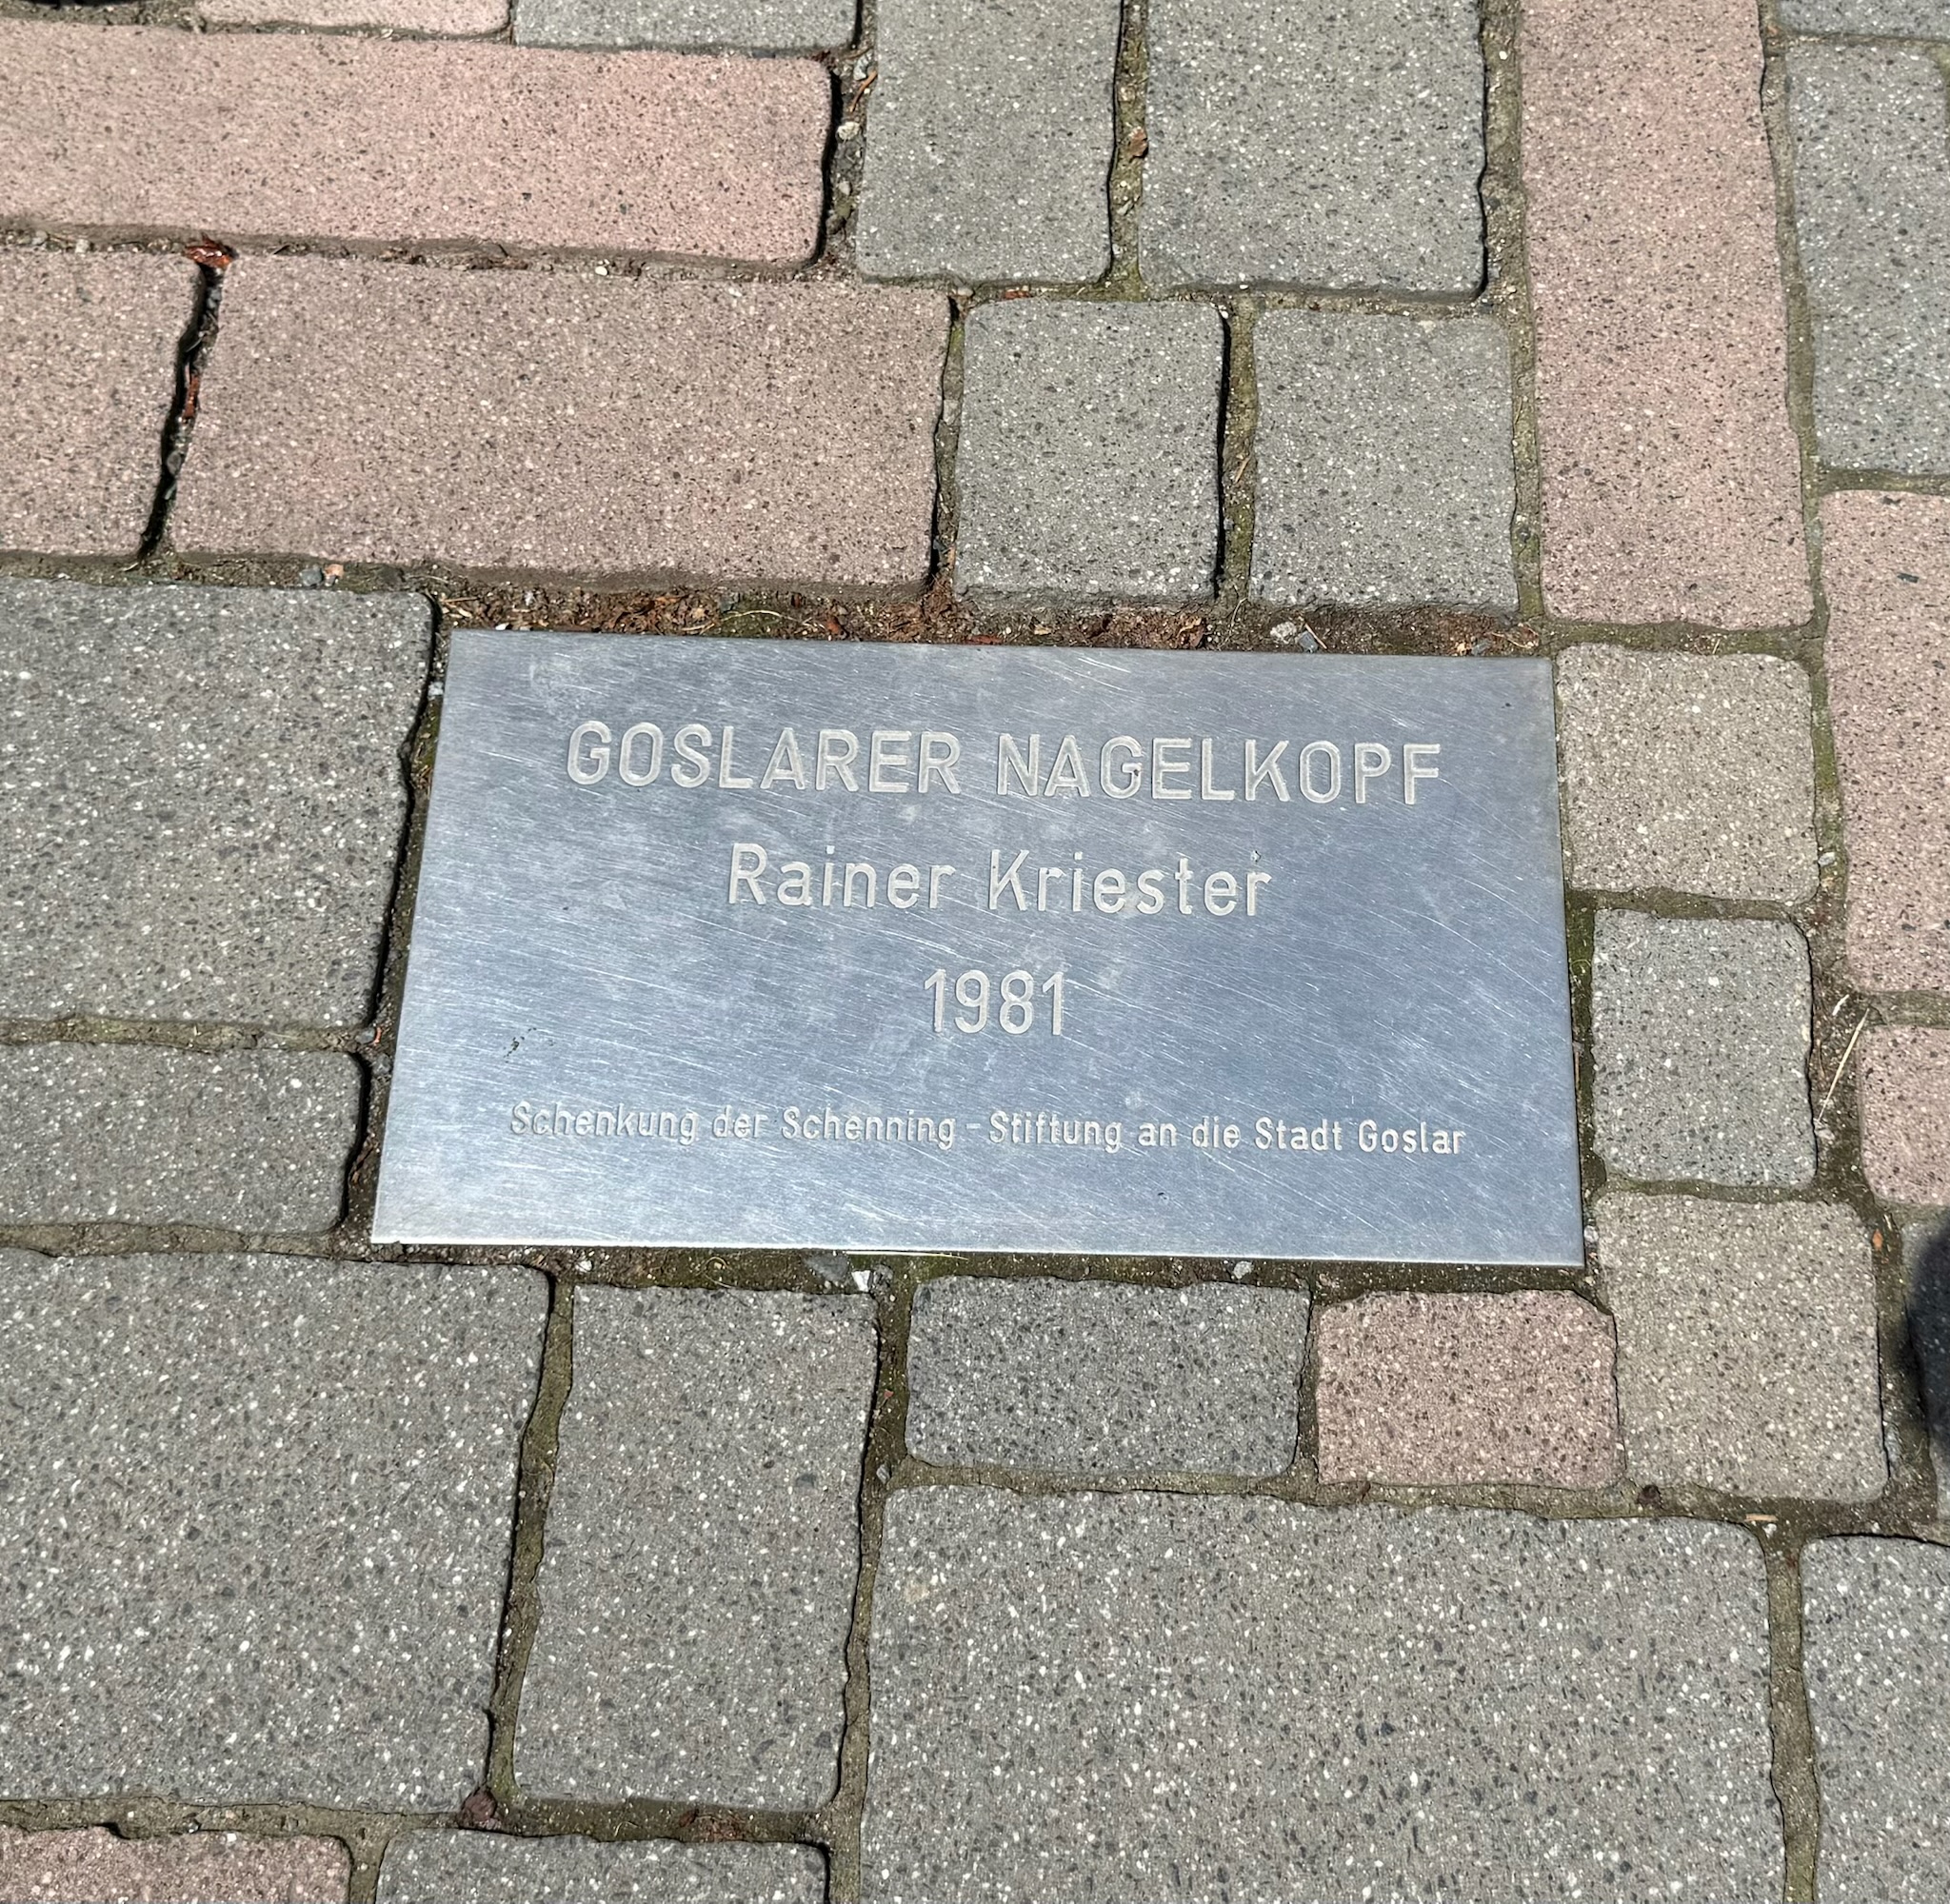 GOSLARER NAGELKOPF
Rainer Kriester
1981
Schenkung der Schenning - Stiftung an die Stadt Goslar